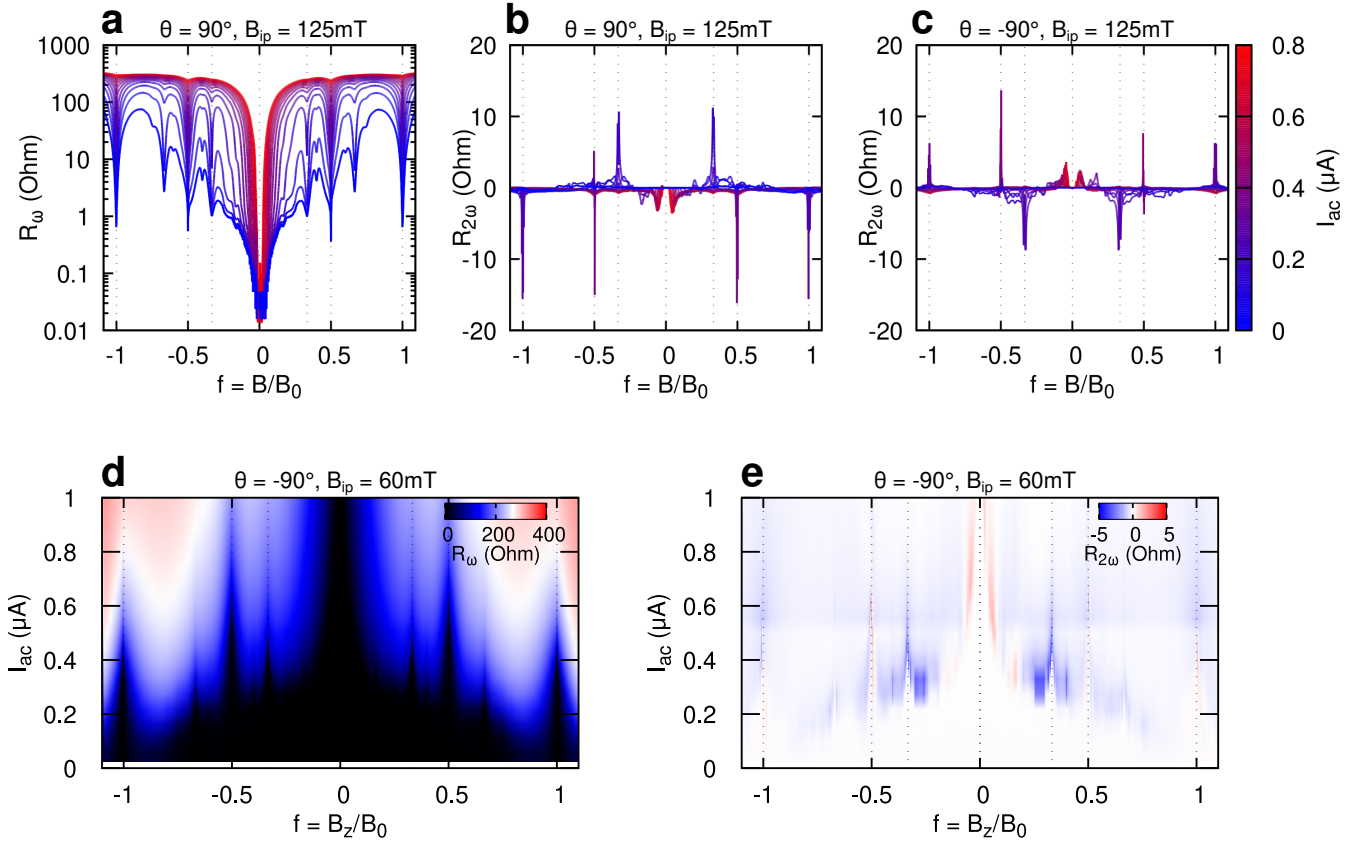 a
θ = 90°, B_ip = 125mT
1000
100
10
1
0.1
0.01
R_ω (Ohm)
-1 -0.5 0 0.5 1
f = B/B_0
b
θ = 90°, B_ip = 125mT
20
10
0
-10
-20
R_2ω (Ohm)
-1 -0.5 0 0.5 1
f = B/B_0
c
θ = -90°, B_ip = 125mT
20
10
0
-10
-20
R_2ω (Ohm)
-1 -0.5 0 0.5 1
f = B/B_0
0.8
0.6
0.4
0.2
0
I_ac (μA)
d
θ = -90°, B_ip = 60mT
1
0.8
0.6
0.4
0.2
0
I_ac (μA)
0 200 400
R_ω (Ohm)
-1 -0.5 0 0.5 1
f = B_z/B_0
e
θ = -90°, B_ip = 60mT
1
0.8
0.6
0.4
0.2
0
I_ac (μA)
-5 0 5
R_2ω (Ohm)
-1 -0.5 0 0.5 1
f = B_z/B_0